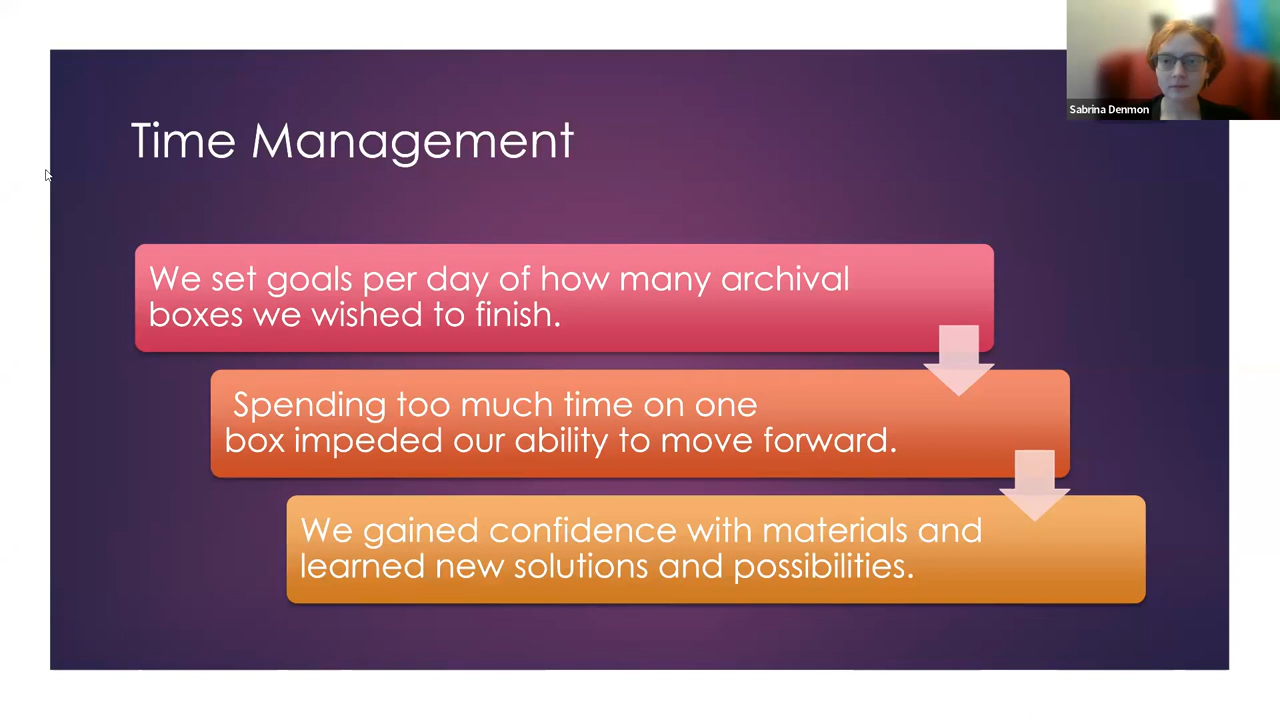 Sabrina Denmon
Time Management
We set goals per day of how many archival
boxes we wished to finish.
Spending too much time on one
box impeded our ability to move forward.
We gained confidence with materials and
learned new solutions and possibilities.